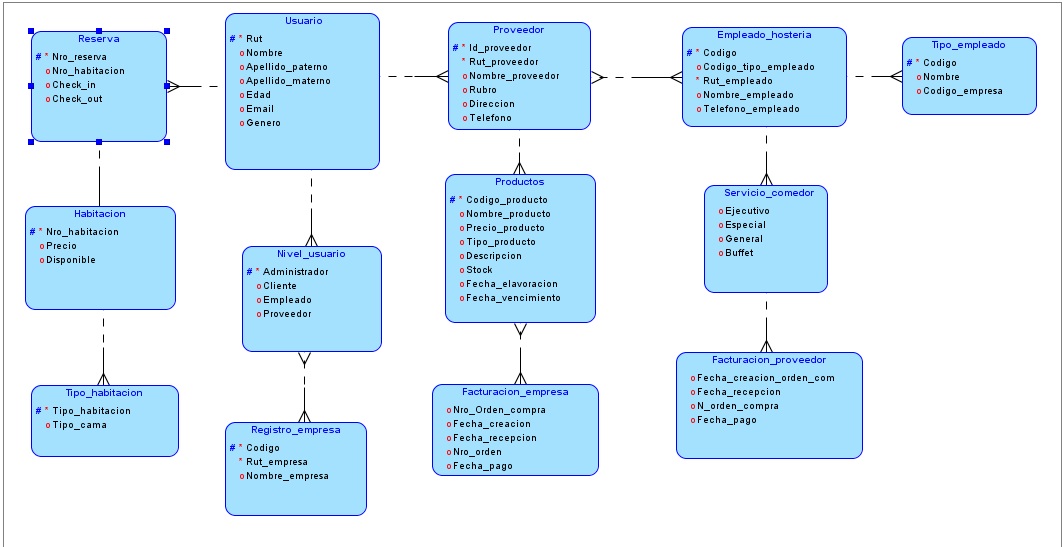 Reserva
# * Nro_reserva
o Nro_habitacion
o Check_in
o Check_out
Usuario
# * Rut
o Nombre
o Apellido_paterno
o Apellido_materno
o Edad
o Email
o Genero
Proveedor
# * Id_proveedor
* Rut_proveedor
o Nombre_proveedor
o Rubro
o Direccion
o Telefono
Empleado_hosteria
# * Codigo
o Codigo_tipo_empleado
* Rut_empleado
o Nombre_empleado
o Telefono_empleado
Tipo_empleado
# * Codigo
o Nombre
o Codigo_empresa
Habitacion
# * Nro_habitacion
o Precio
o Disponible
Nivel_usuario
# * Administrador
o Cliente
o Empleado
o Proveedor
Productos
# * Codigo_producto
o Nombre_producto
o Precio_producto
o Tipo_producto
o Descripcion
o Stock
o Fecha_elavoracion
o Fecha_vencimiento
Servicio_comedor
o Ejecutivo
o Especial
o General
o Buffet
Tipo_habitacion
# * Tipo_habitacion
o Tipo_cama
Registro_empresa
# * Codigo
* Rut_empresa
o Nombre_empresa
Facturacion_empresa
o Nro_Orden_compra
o Fecha_creacion
o Fecha_recepcion
o Nro_orden
o Fecha_pago
Facturacion_proveedor
o Fecha_creacion_orden_com
o Fecha_recepcion
o N_orden_compra
o Fecha_pago